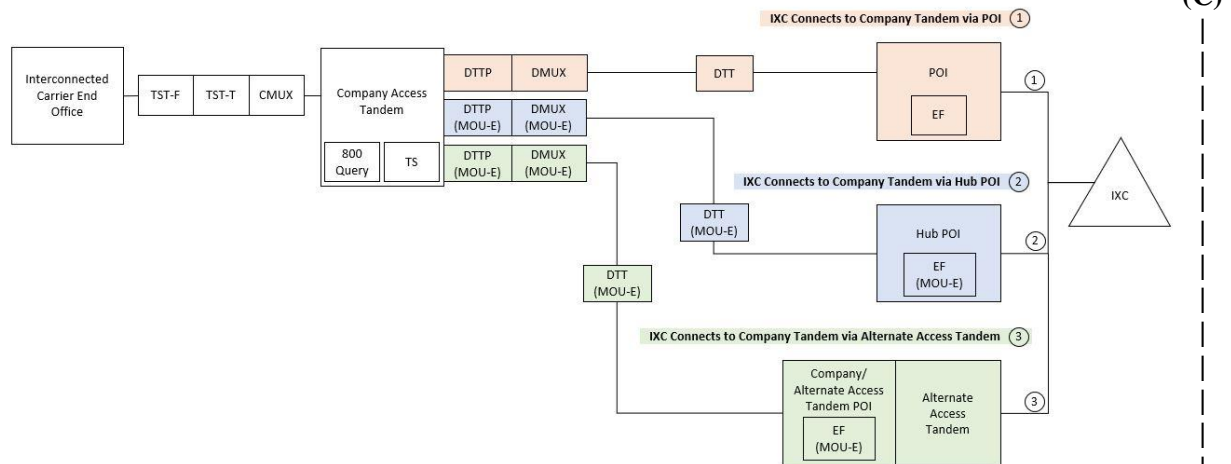 (C)
IXC Connects to Company Tandem via POI 1
Interconnected
Carrier End
Office
TST-F
TST-T
CMUX
Company Access
Tandem
800
Query
TS
DTTP
DMUX
DTT
POI
EF
1
DTTP
(MOU-E)
DMUX
(MOU-E)
DTTP
(MOU-E)
DMUX
(MOU-E)
IXC Connects to Company Tandem via Hub POI 2
DTT
(MOU-E)
Hub POI
EF
(MOU-E)
2
IXC
DTT
(MOU-E)
IXC Connects to Company Tandem via Alternate Access Tandem 3
Company/
Alternate Access
Tandem POI
EF
(MOU-E)
Alternate
Access
Tandem
3